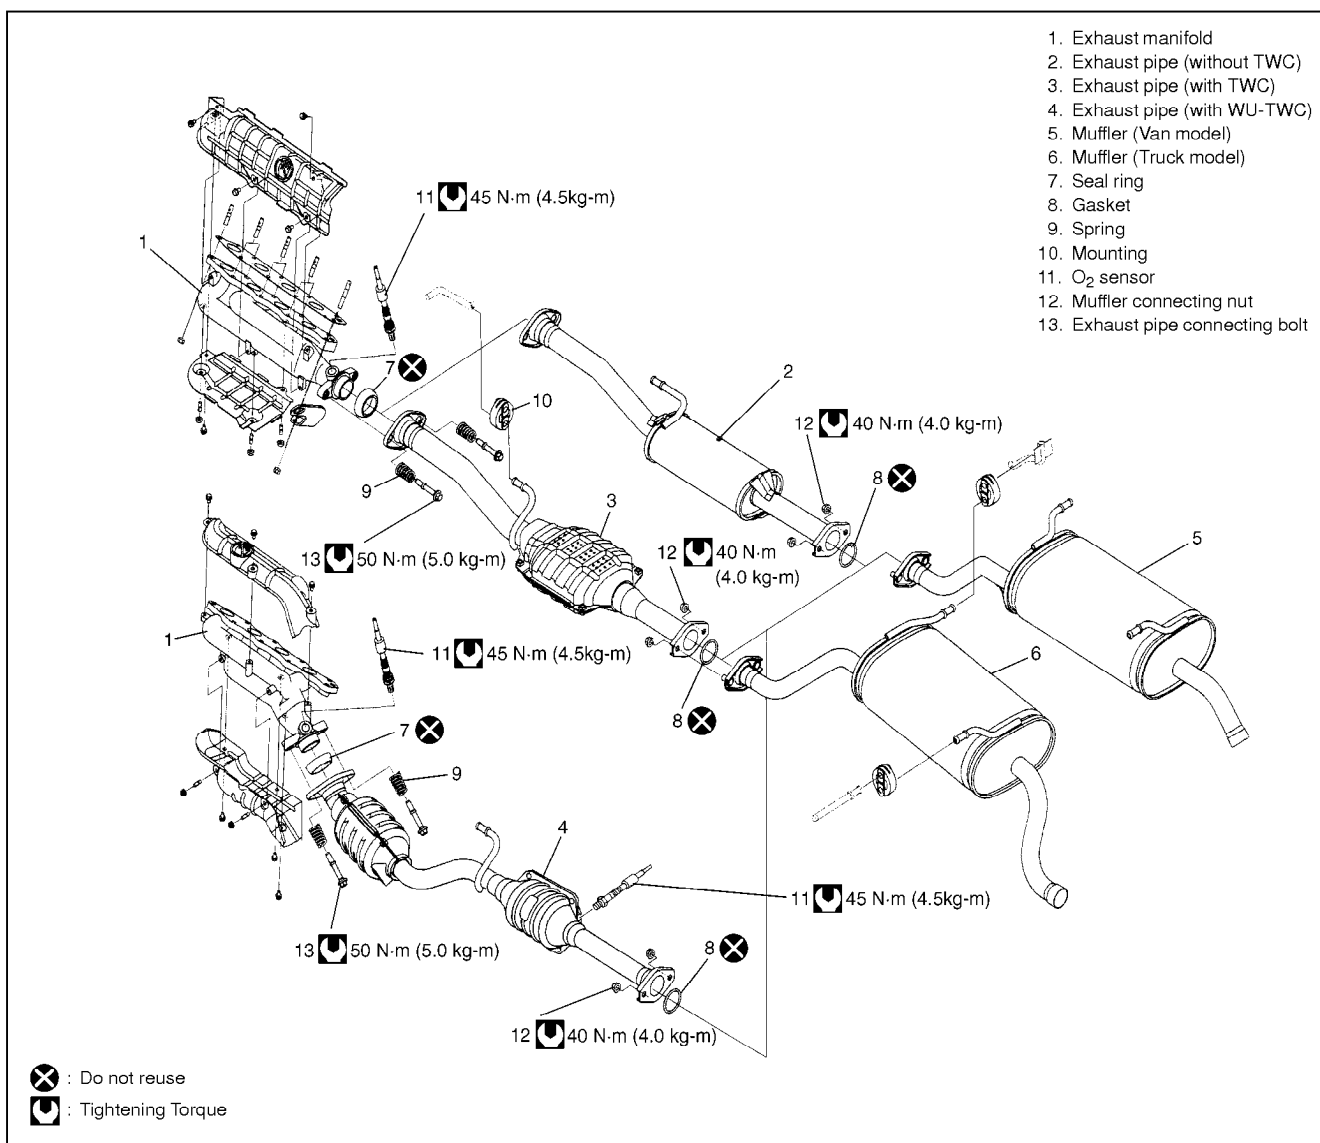 1. Exhaust manifold
2. Exhaust pipe (without TWC)
3. Exhaust pipe (with TWC)
4. Exhaust pipe (with WU-TWC)
5. Muffler (Van model)
6. Muffler (Truck model)
7. Seal ring
8. Gasket
9. Spring
10. Mounting
11. O2 sensor
12. Muffler connecting nut
13. Exhaust pipe connecting bolt
11 45 N·m (4.5kg-m)
1
7
10
2
12 40 N·m (4.0 kg-m)
8
9
3
13 50 N·m (5.0 kg-m)
12 40 N·m
(4.0 kg-m)
5
1
11 45 N·m (4.5kg-m)
6
8
7
9
4
11 45 N·m (4.5kg-m)
13 50 N·m (5.0 kg-m)
8
12 40 N·m (4.0 kg-m)
: Do not reuse
: Tightening Torque